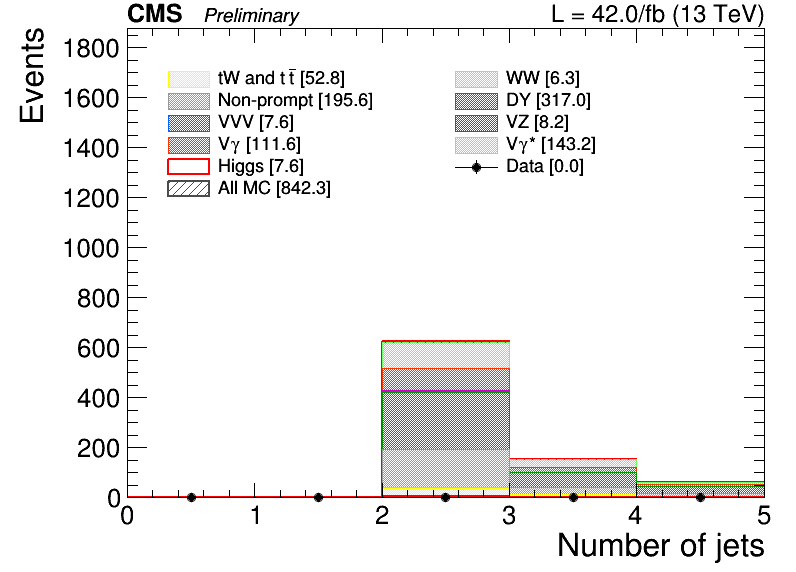 CMS Preliminary L = 42.0/fb (13 TeV)
Events
1800
1600
1400
1200
1000
800
600
400
200
0
tW and t t̄ [52.8]
WW [6.3]
Non-prompt [195.6]
DY [317.0]
VVV [7.6]
VZ [8.2]
Vγ [111.6]
Vγ* [143.2]
Higgs [7.6]
Data [0.0]
All MC [842.3]
0 1 2 3 4 5
Number of jets